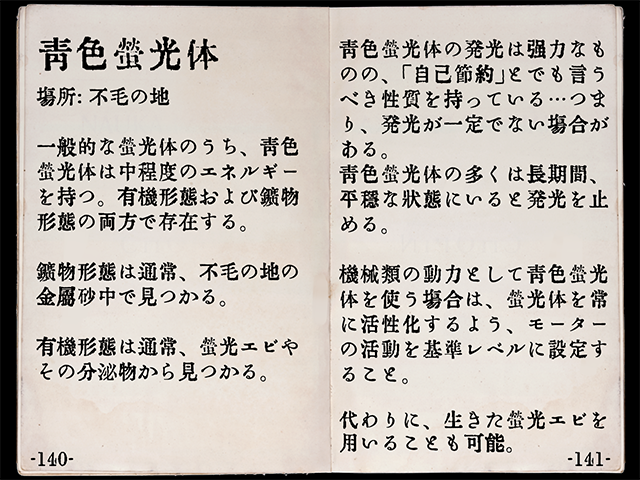 靑色螢光体
塲所: 不毛の地
一般的な螢光体のうち、靑色
螢光体は中程度のエネルギー
を持つ。有機形態および鑛物
形態の両方で存在する。
鑛物形態は通常、不毛の地の
金屬砂中で見つかる。
有機形態は通常、螢光エビや
その分泌物から見つかる。
-140-
靑色螢光体の発光は强力なも
のの、「自己節約」とでも言う
べき性質を持っている…つま
り、発光が一定でない塲合が
ある。
靑色螢光体の多くは長期間、
平穩な狀態にいると発光を止
める。
機械類の動力として靑色螢光
体を使う塲合は、螢光体を常
に活性化するよう、モーター
の活動を基準レベルに設定す
ること。
代わりに、生きた螢光エビを
用いることも可能。
-141-